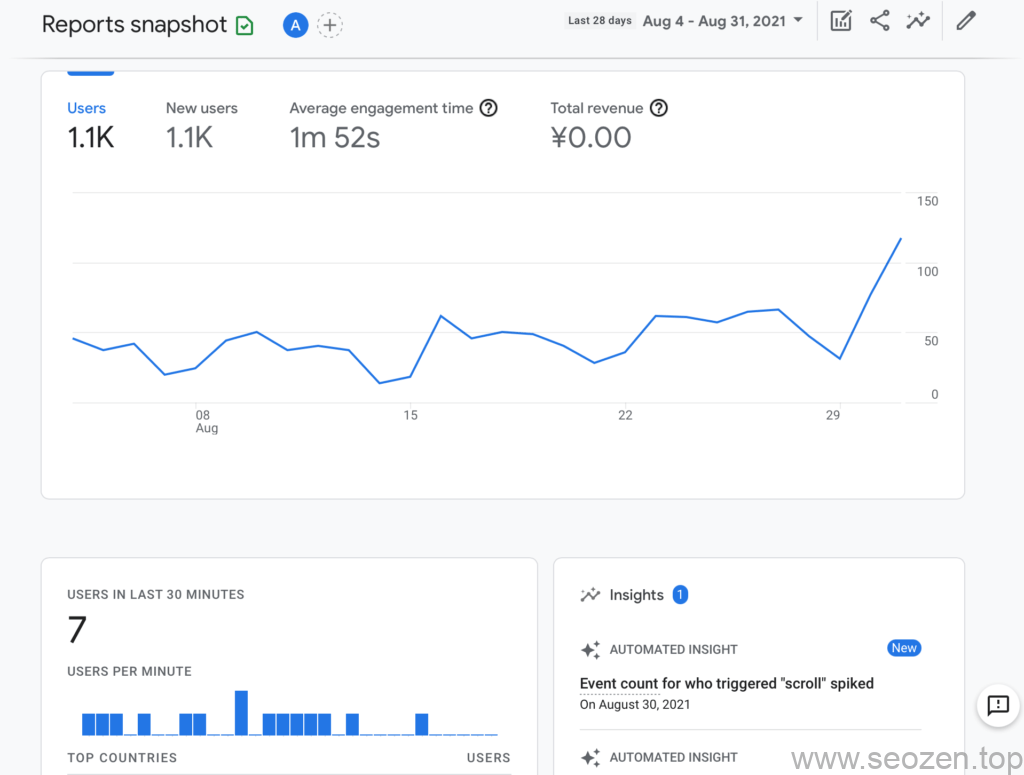 Reports snapshot
A
Last 28 days Aug 4 - Aug 31, 2021
Users
1.1K
New users
1.1K
Average engagement time ?
1m 52s
Total revenue ?
¥0.00
150
100
50
0
08
Aug
15
22
29
USERS IN LAST 30 MINUTES
7
USERS PER MINUTE
TOP COUNTRIES USERS
Insights 1
AUTOMATED INSIGHT New
Event count for who triggered "scroll" spiked
On August 30, 2021
AUTOMATED INSIGHT
www.seozen.top